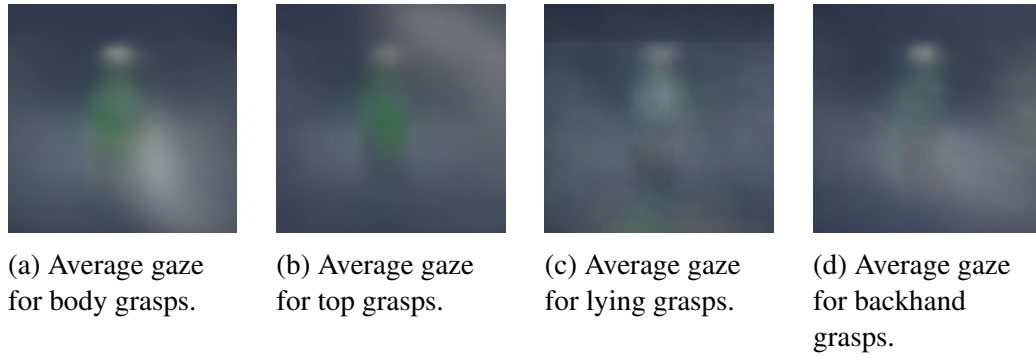 (a) Average gaze
for body grasps.
(b) Average gaze
for top grasps.
(c) Average gaze
for lying grasps.
(d) Average gaze
for backhand
grasps.